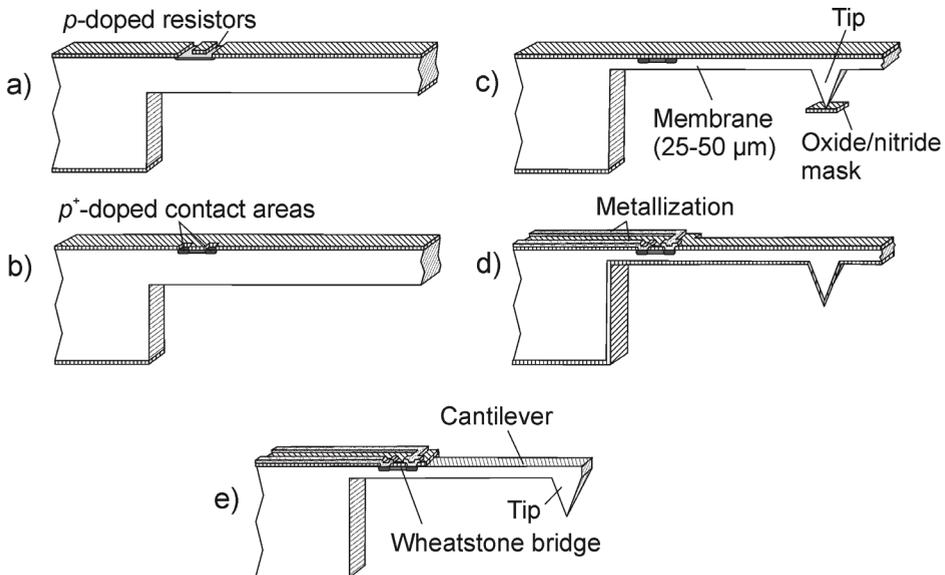 p-doped resistors
a)
Tip
c)
Membrane
(25-50 µm)
Oxide/nitride
mask
p⁺-doped contact areas
b)
Metallization
d)
Cantilever
e)
Tip
Wheatstone bridge